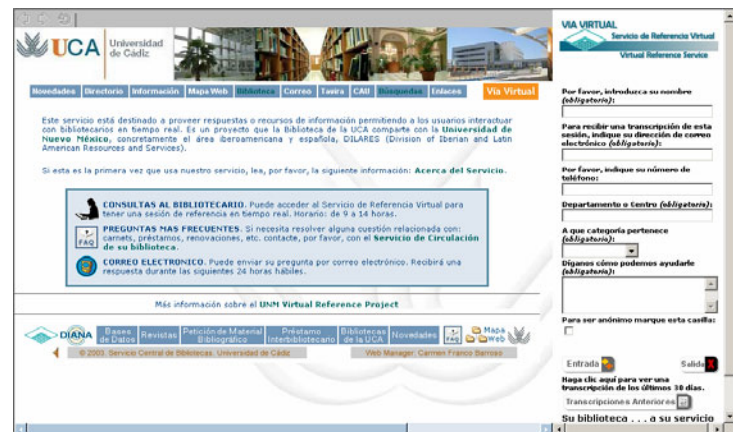 UCA Universidad
de Cádiz
Novedades Directorio Información Mapa Web Biblioteca Correo Tavira CAU Búsquedas Enlaces Vía Virtual
Este servicio está destinado a proveer respuestas o recursos de información permitiendo a los usuarios interactuar
con bibliotecarios en tiempo real. Es un proyecto que la Biblioteca de la UCA comparte con la Universidad de
Nuevo México, concretamente el área iberoamericana y española, DILARES (Division of Iberian and Latin
American Resources and Services).
Si esta es la primera vez que usa nuestro servicio, lea, por favor, la siguiente información: Acerca del Servicio.
CONSULTAS AL BIBLIOTECARIO. Puede acceder al Servicio de Referencia Virtual para
tener una sesión de referencia en tiempo real. Horario: de 9 a 14 horas.
PREGUNTAS MAS FRECUENTES. Si necesita resolver alguna cuestión relacionada con:
carnets, préstamos, renovaciones, etc. contacte, por favor, con el Servicio de Circulación
de su biblioteca.
FAQ
CORREO ELECTRONICO. Puede enviar su pregunta por correo electrónico. Recibirá una
respuesta durante las siguientes 24 horas hábiles.
Más información sobre el UNM Virtual Reference Project
DIANA Bases
de Datos Revistas Petición de Material
Bibliográfico Préstamo
Interbibliotecario Bibliotecas
de la UCA Novedades FAQ Mapa
Web
© 2003. Servicio Central de Bibliotecas. Universidad de Cádiz Web Manager: Carmen Franco Barroso
VIA VIRTUAL
Servicio de Referencia Virtual
Virtual Reference Service
Por favor, introduzca su nombre
(obligatorio):
Para recibir una transcripción de esta
sesión, indique su dirección de correo
electrónico (obligatorio):
Por favor, indique su número de
teléfono:
Departamento o Centro (obligatorio):
A que categoría pertenece
(obligatorio):
Díganos cómo podemos ayudarle
(obligatorio):
Para ser anónimo marque esta casilla:
Entrada Salida X
Haga clic aquí para ver una
transcripción de los últimos 30 días.
Transcripciones Anteriores
Su biblioteca . . . a su servicio